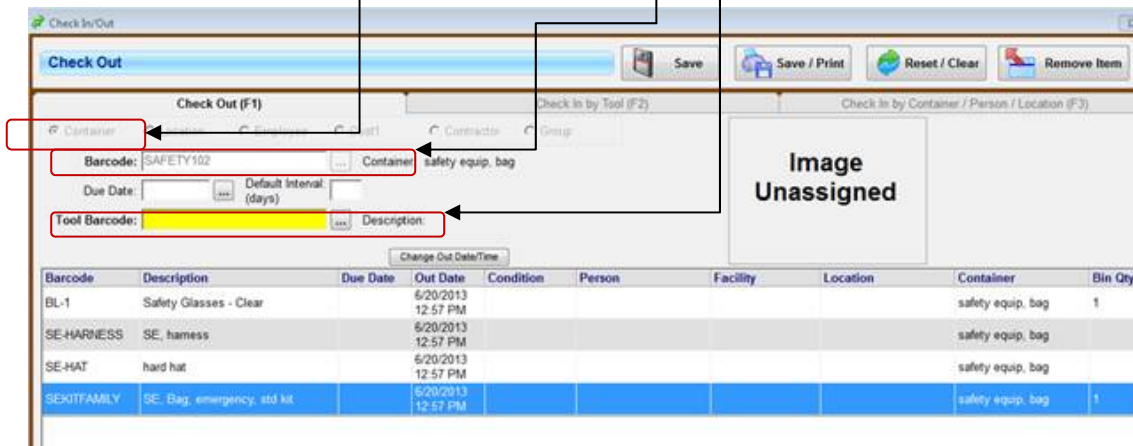 Check In/Out
Check Out Save Save / Print Reset / Clear Remove Item
Check Out (F1) Check In by Tool (F2) Check In by Container / Person / Location (F3)
Container Location Employee Contractor Group
Barcode: SAFETY102 ... Container safety equip, bag
Image
Unassigned
Due Date: ... Default Interval:
(days)
Tool Barcode: ... Description:
Change Out Date/Time
Barcode Description Due Date Out Date Condition Person Facility Location Container Bin Qty
BL-1 Safety Glasses - Clear 6/20/2013
12:57 PM safety equip, bag 1
SE-HARNESS SE, harness 6/20/2013
12:57 PM safety equip, bag
SE-HAT hard hat 6/20/2013
12:57 PM safety equip, bag
SEKITFAMILY SE, Bag, emergency, std kit 6/20/2013
12:57 PM safety equip, bag 1